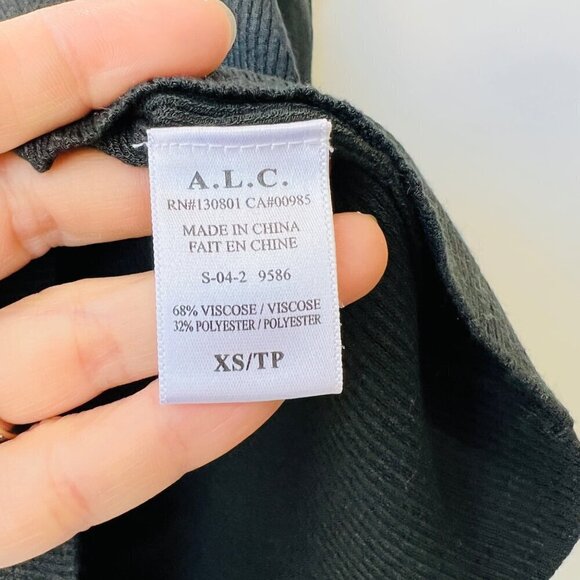 A.L.C.
RN#130801 CA#00985
MADE IN CHINA
FAIT EN CHINE
S-04-2 9586
68% VISCOSE / VISCOSE
32% POLYESTER / POLYESTER
XS/TP